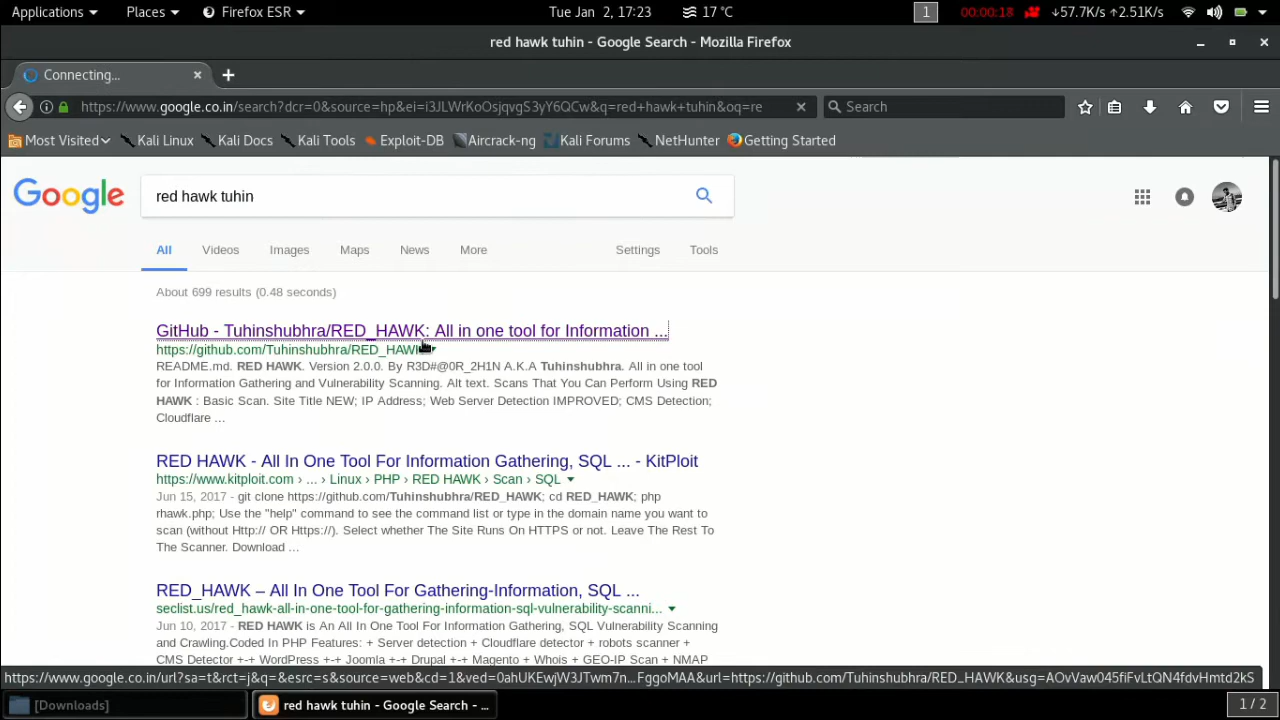 Applications Places Firefox ESR Tue Jan 2, 17:23 17 °C 1 00:00:18 ↓57.7K/s ↑2.51K/s
red hawk tuhin - Google Search - Mozilla Firefox
Connecting...
https://www.google.co.in/search?dcr=0&source=hp&ei=i3JLWrKoOsjqvgS3yY6QCw&q=red+hawk+tuhin&oq=re Search
Most Visited Kali Linux Kali Docs Kali Tools Exploit-DB Aircrack-ng Kali Forums NetHunter Getting Started
Google red hawk tuhin
All Videos Images Maps News More Settings Tools
About 699 results (0.48 seconds)
GitHub - Tuhinshubhra/RED_HAWK: All in one tool for Information ...
https://github.com/Tuhinshubhra/RED_HAWK
README.md. RED HAWK. Version 2.0.0. By R3D#@0R_2H1N A.K.A Tuhinshubhra. All in one tool
for Information Gathering and Vulnerability Scanning. Alt text. Scans That You Can Perform Using RED
HAWK : Basic Scan. Site Title NEW; IP Address; Web Server Detection IMPROVED; CMS Detection;
Cloudflare ...
RED HAWK - All In One Tool For Information Gathering, SQL ... - KitPloit
https://www.kitploit.com › ... › Linux › PHP › RED HAWK › Scan › SQL
Jun 15, 2017 - git clone https://github.com/Tuhinshubhra/RED_HAWK; cd RED_HAWK; php
rhawk.php; Use the "help" command to see the command list or type in the domain name you want to
scan (without Http:// OR Https://). Select whether The Site Runs On HTTPS or not. Leave The Rest To
The Scanner. Download ...
RED_HAWK – All In One Tool For Gathering-Information, SQL ...
seclist.us/red_hawk-all-in-one-tool-for-gathering-information-sql-vulnerability-scanni...
Jun 10, 2017 - RED HAWK is An All In One Tool For Information Gathering, SQL Vulnerability Scanning
and Crawling.Coded In PHP Features: + Server detection + Cloudflare detector + robots scanner +
CMS Detector +-+ WordPress +-+ Joomla +-+ Drupal +-+ Magento + Whois + GEO-IP Scan + NMAP
https://www.google.co.in/url?sa=t&rct=j&q=&esrc=s&source=web&cd=1&ved=0ahUKEwjW3JTwm7n...FggoMAA&url=https://github.com/Tuhinshubhra/RED_HAWK&usg=AOvVaw045fiFvLtQN4fdvHmtd2kS
[Downloads] red hawk tuhin - Google Search - ... 1 / 2